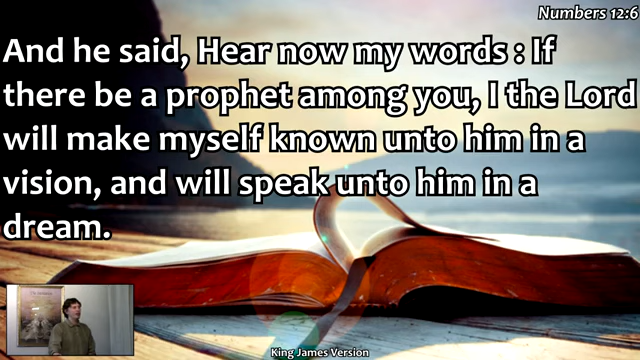 Numbers 12:6
And he said, Hear now my words : If
there be a prophet among you, I the Lord
will make myself known unto him in a
vision, and will speak unto him in a
dream.
King James Version